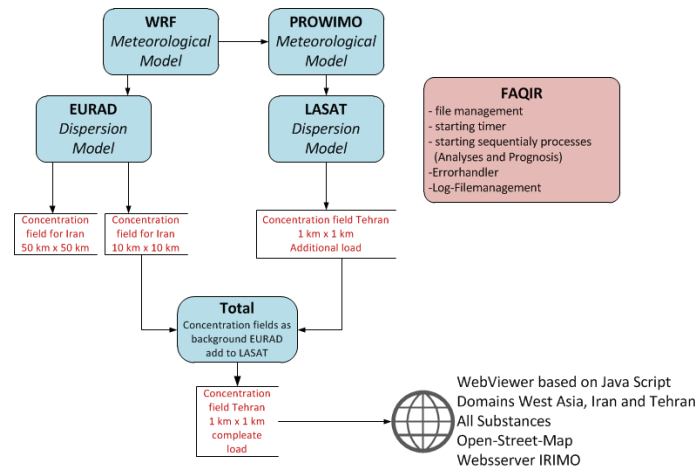 WRF
Meteorological
Model
PROWIMO
Meteorological
Model
EURAD
Dispersion
Model
LASAT
Dispersion
Model
FAQIR
- file management
- starting timer
- starting sequentialy processes
(Analyses and Prognosis)
-Errorhandler
-Log-Filemanagement
Concentration
field for Iran
50 km x 50 km
Concentration
field for Iran
10 km x 10 km
Concentration field Tehran
1 km x 1 km
Additional load
Total
Concentration fields as
background EURAD
add to LASAT
Concentration
field Tehran
1 km x 1 km
compleate
load
WebViewer based on Java Script
Domains West Asia, Iran and Tehran
All Substances
Open-Street-Map
Websserver IRIMO